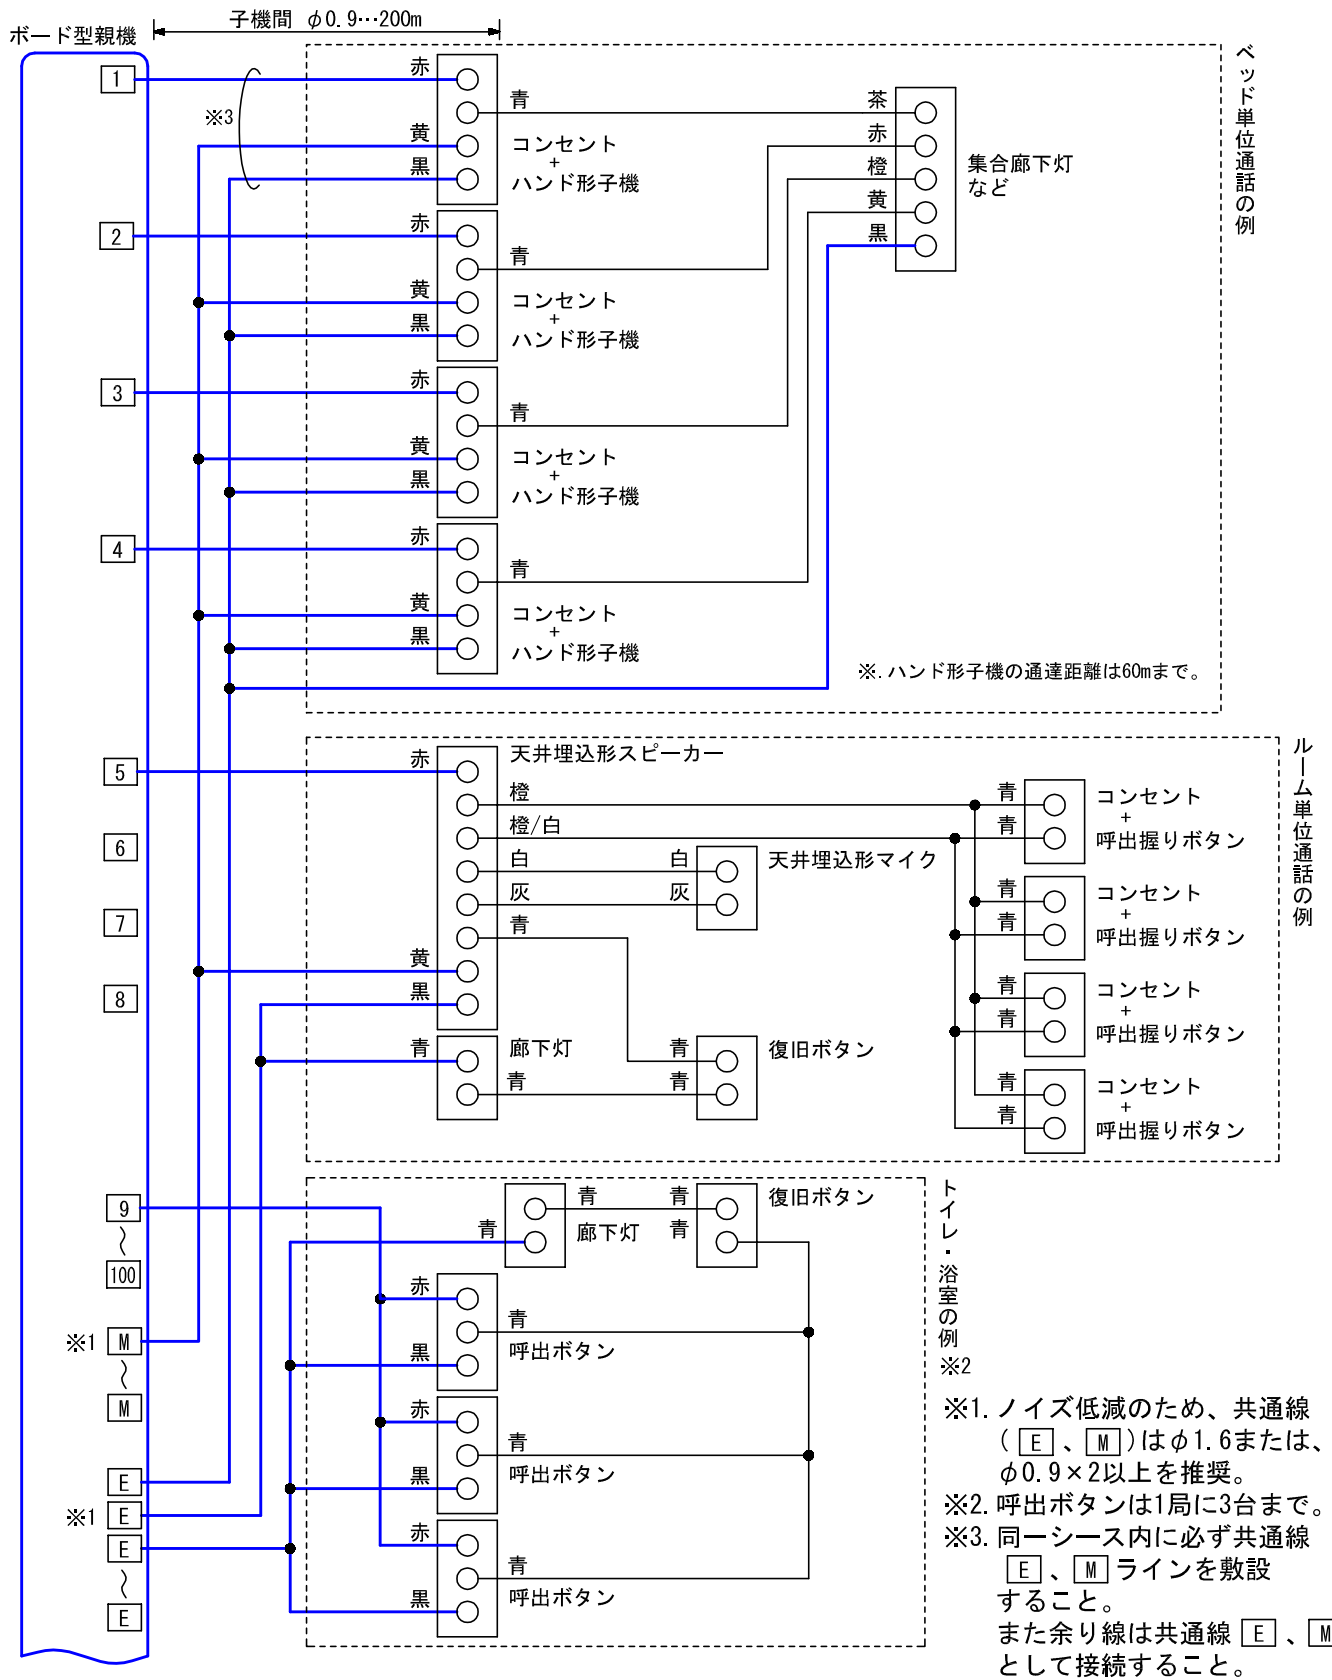 子機間 φ0.9…200m
ボード型親機
※3
1
2
3
4
5
6
7
8
9
〜
100
※1 M
〜
M
E
※1 E
E
〜
E
ベッド単位通話の例
赤
青
黄
黒
コンセント
+
ハンド形子機
赤
青
黄
黒
コンセント
+
ハンド形子機
赤
青
黄
黒
コンセント
+
ハンド形子機
赤
青
黄
黒
コンセント
+
ハンド形子機
茶
赤
橙
黄
黒
集合廊下灯
など
※.ハンド形子機の通達距離は60mまで。
ルーム単位通話の例
天井埋込形スピーカー
赤
橙
橙/白
白
灰
青
黄
黒
白
灰
天井埋込形マイク
青
廊下灯
青
青
青
復旧ボタン
青
青
コンセント
+
呼出握りボタン
青
青
コンセント
+
呼出握りボタン
青
青
コンセント
+
呼出握りボタン
青
青
コンセント
+
呼出握りボタン
トイレ・浴室の例
※2
青
青
廊下灯
青
青
復旧ボタン
赤
青
黒
呼出ボタン
赤
青
黒
呼出ボタン
赤
青
黒
呼出ボタン
※1. ノイズ低減のため、共通線
( E 、 M )はφ1.6または、
φ0.9×2以上を推奨。
※2. 呼出ボタンは1局に3台まで。
※3. 同一シース内に必ず共通線
E 、 M ラインを敷設
すること。
また余り線は共通線 E 、 M
として接続すること。